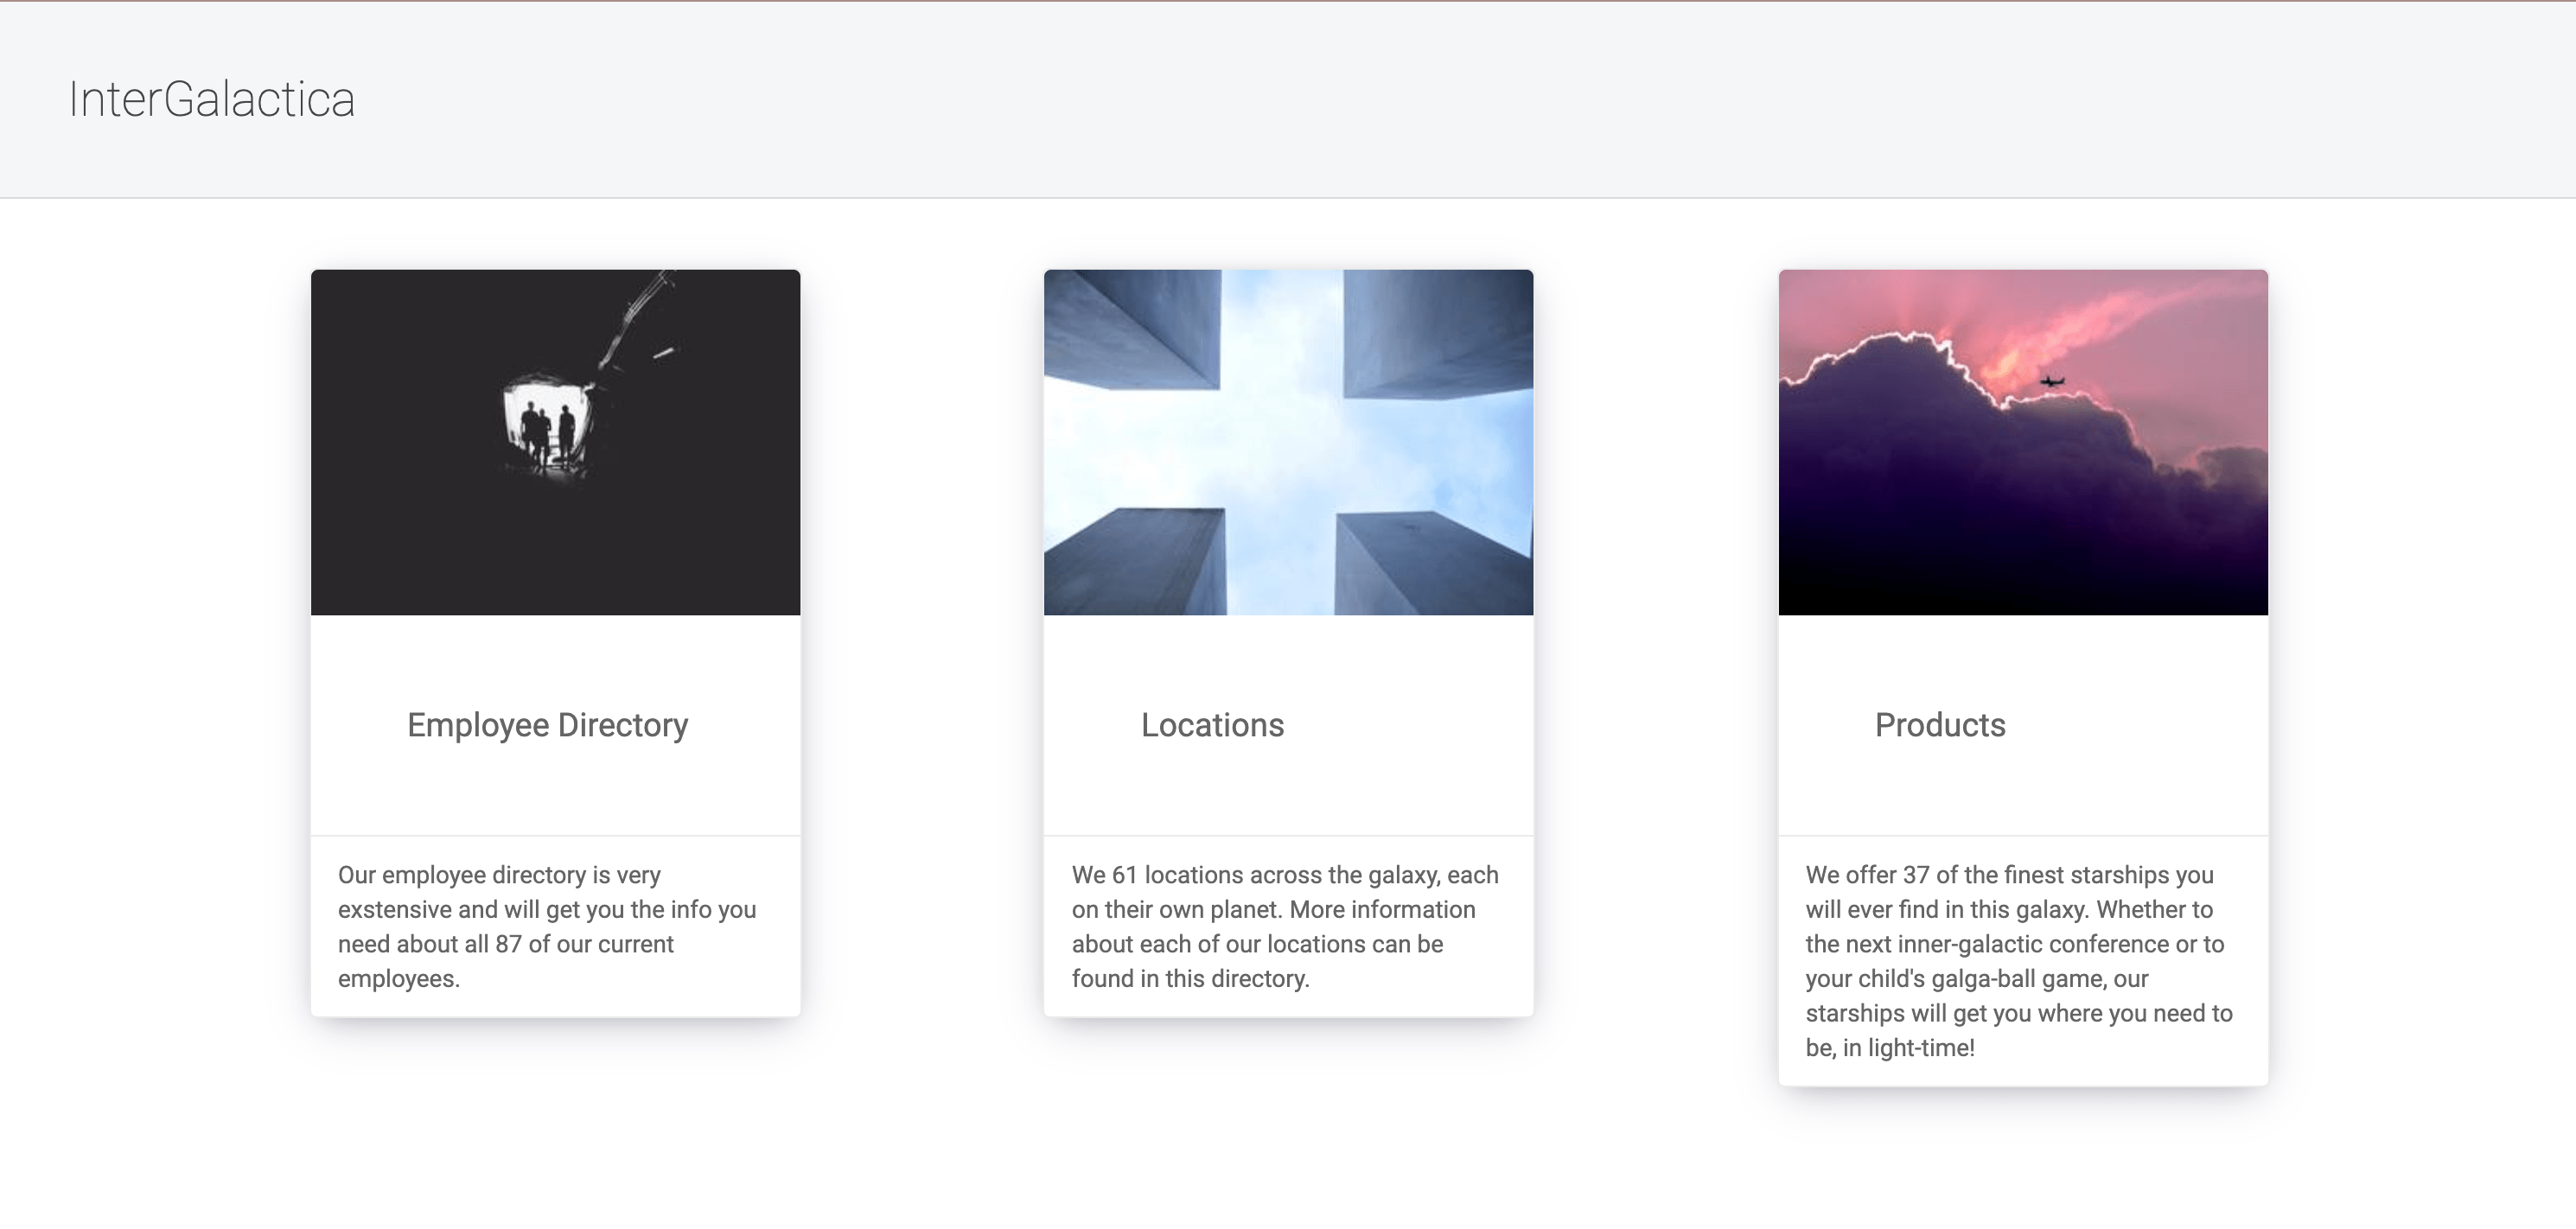 InterGalactica
Employee Directory
Our employee directory is very
exstensive and will get you the info you
need about all 87 of our current
employees.
Locations
We 61 locations across the galaxy, each
on their own planet. More information
about each of our locations can be
found in this directory.
Products
We offer 37 of the finest starships you
will ever find in this galaxy. Whether to
the next inner-galactic conference or to
your child's galga-ball game, our
starships will get you where you need to
be, in light-time!